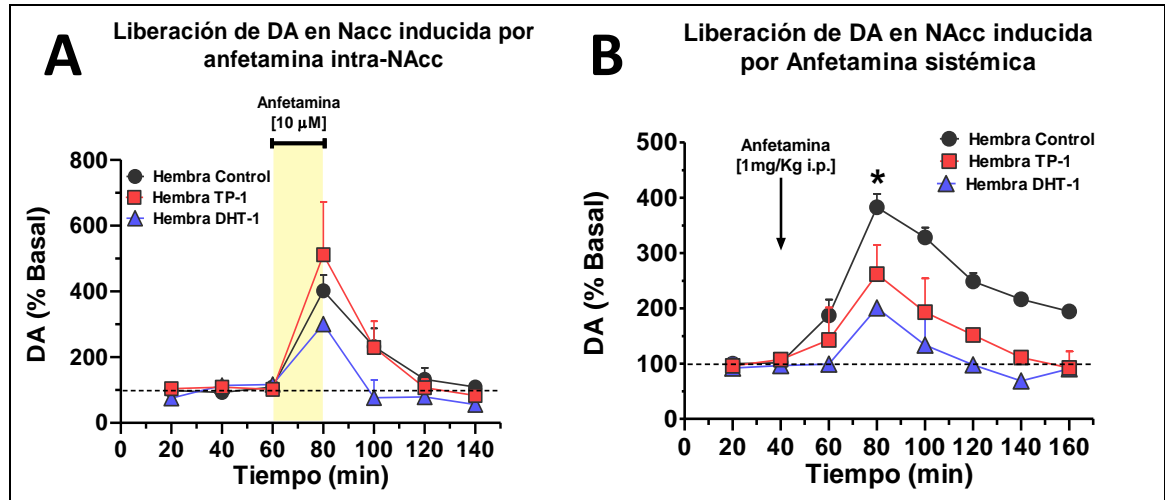 A
Liberación de DA en Nacc inducida por
anfetamina intra-NAcc
Anfetamina
[10 µM]
Hembra Control
Hembra TP-1
Hembra DHT-1
DA (% Basal)
800
600
400
200
0
0 20 40 60 80 100 120 140
Tiempo (min)
B
Liberación de DA en NAcc inducida
por Anfetamina sistémica
Anfetamina
[1mg/Kg i.p.]
*
Hembra Control
Hembra TP-1
Hembra DHT-1
DA (% Basal)
500
400
300
200
100
0
0 20 40 60 80 100 120 140 160
Tiempo (min)